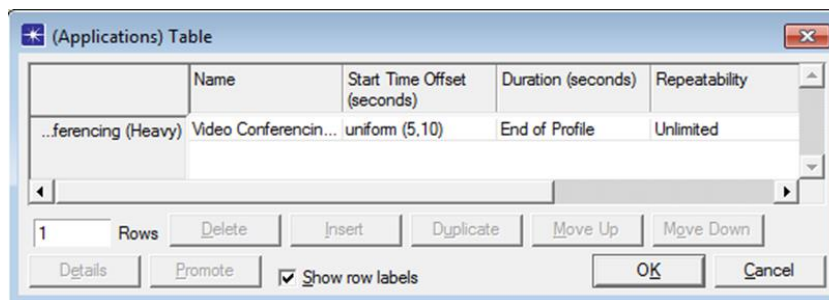 (Applications) Table
Name Start Time Offset Duration (seconds) Repeatability
(seconds)
...ferencing (Heavy) Video Conferencin... uniform (5,10) End of Profile Unlimited
1 Rows Delete Insert Duplicate Move Up Move Down
Details Promote Show row labels OK Cancel